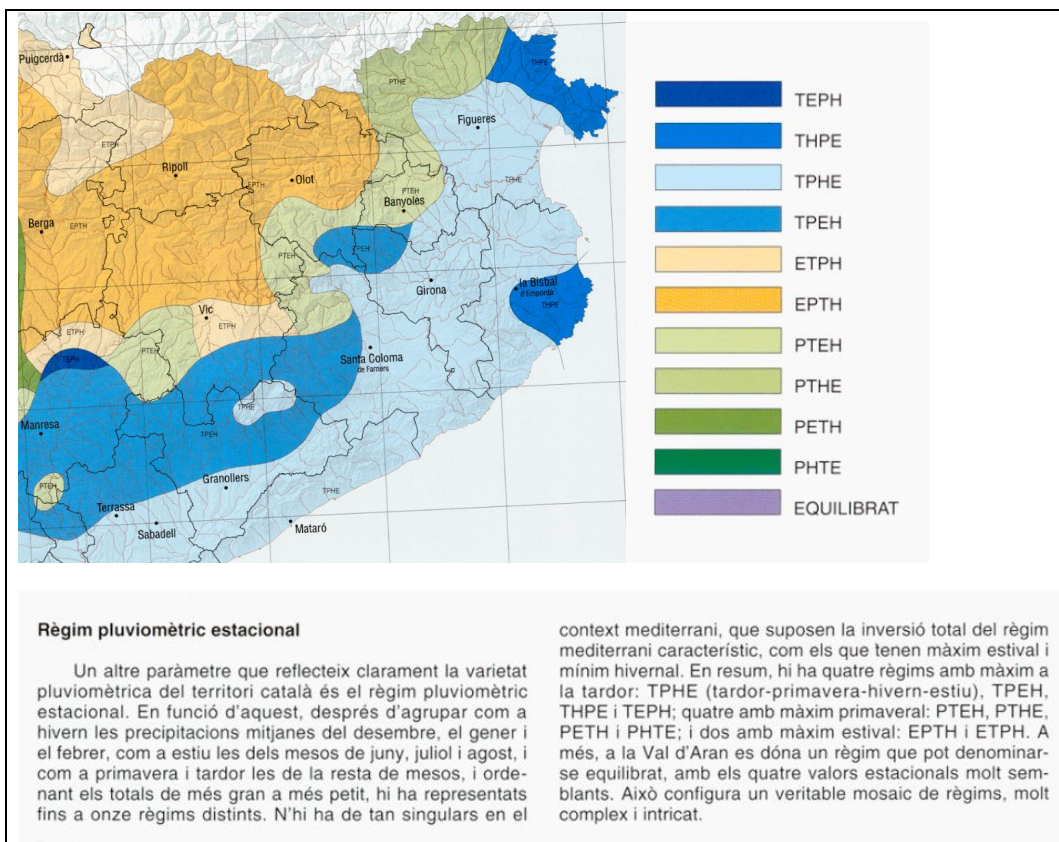 Puigcerdà
PTHE
THPE
ETPH
Figueres
Ripoll
Olot
EPTH
PTEH
Banyoles
TPHE
Berga
EPTH
TPEH
PTEH
Girona
la Bisbal
d'Empordà
THPE
Vic
ETPH
ETPH
PTEH
TEPH
Santa Coloma
de Farners
TPHE
Manresa
TPEH
PTEH
Granollers
TPHE
Terrassa
Sabadell
Mataró
TEPH
THPE
TPHE
TPEH
ETPH
EPTH
PTEH
PTHE
PETH
PHTE
EQUILIBRAT
Règim pluviomètric estacional
Un altre paràmetre que reflecteix clarament la varietat
pluviomètrica del territori català és el règim pluviomètric
estacional. En funció d'aquest, després d'agrupar com a
hivern les precipitacions mitjanes del desembre, el gener i
el febrer, com a estiu les dels mesos de juny, juliol i agost, i
com a primavera i tardor les de la resta de mesos, i orde-
nant els totals de més gran a més petit, hi ha representats
fins a onze règims distints. N'hi ha de tan singulars en el
context mediterrani, que suposen la inversió total del règim
mediterrani característic, com els que tenen màxim estival i
mínim hivernal. En resum, hi ha quatre règims amb màxim a
la tardor: TPHE (tardor-primavera-hivern-estiu), TPEH,
THPE i TEPH; quatre amb màxim primaveral: PTEH, PTHE,
PETH i PHTE; i dos amb màxim estival: EPTH i ETPH. A
més, a la Val d'Aran es dóna un règim que pot denominar-
se equilibrat, amb els quatre valors estacionals molt sem-
blants. Això configura un veritable mosaic de règims, molt
complex i intricat.